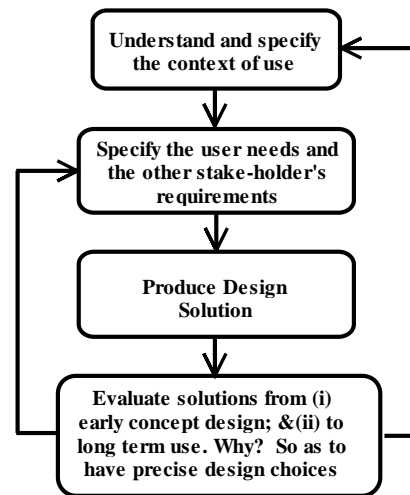 Understand and specify
the context of use
Specify the user needs and
the other stake-holder's
requirements
Produce Design
Solution
Evaluate solutions from (i)
early concept design; &(ii) to
long term use. Why? So as to
have precise design choices